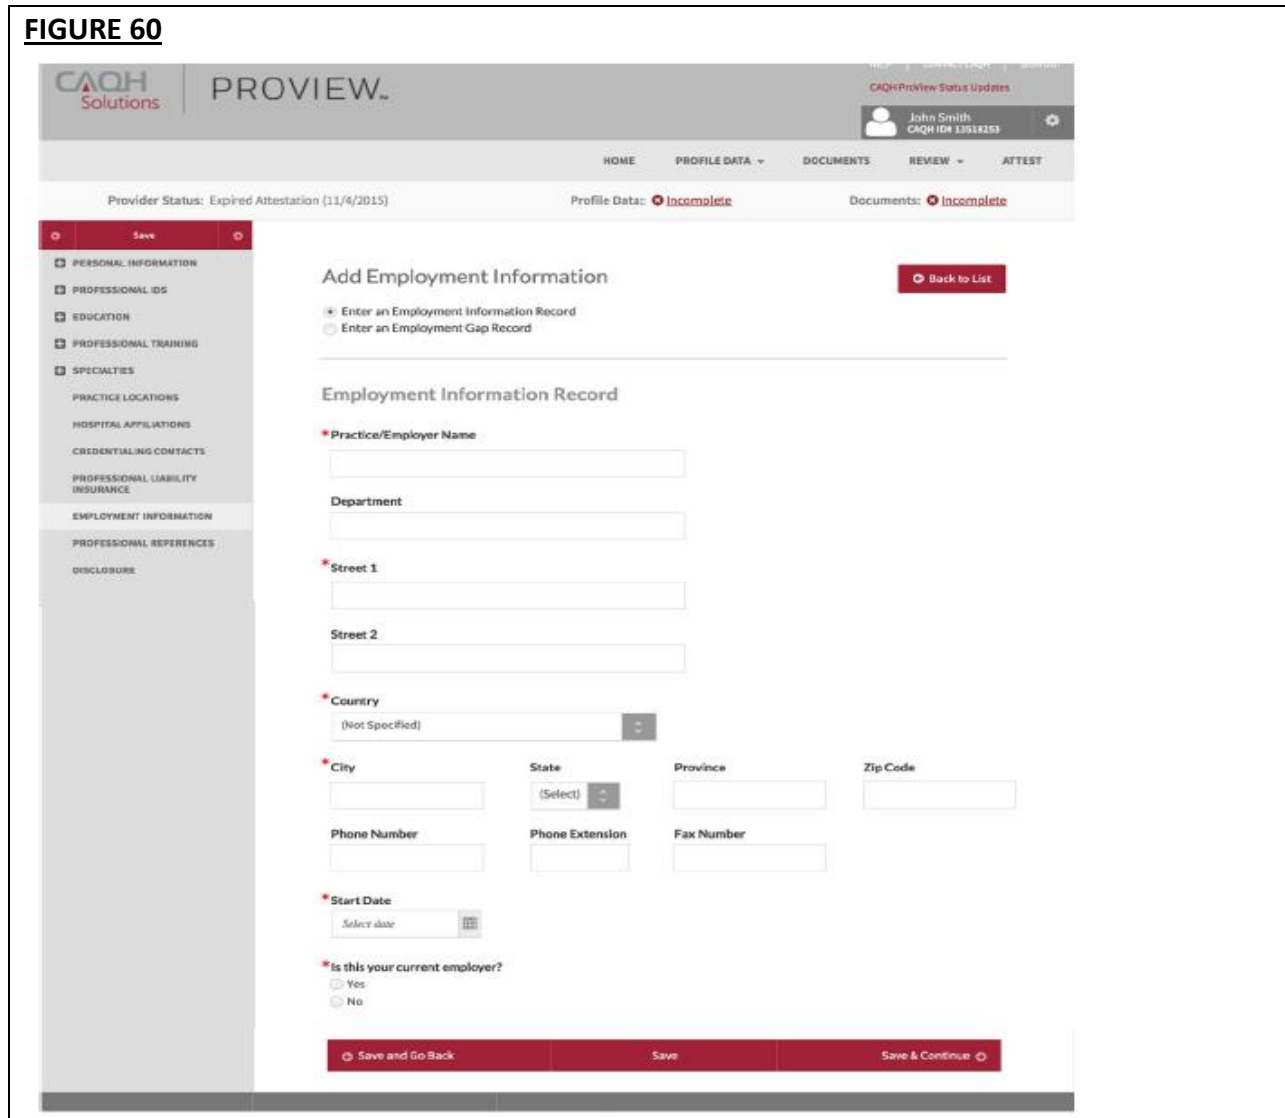 FIGURE 60
CAQH
Solutions
PROVIEW™
CAQH ProView Status Updates
John Smith
CAQH ID# 13518253
HOME PROFILE DATA DOCUMENTS REVIEW ATTEST
Provider Status: Expired Attestation (11/4/2015) Profile Data:: Incomplete Documents: Incomplete
Save
PERSONAL INFORMATION
PROFESSIONAL IDS
EDUCATION
PROFESSIONAL TRAINING
SPECIALTIES
PRACTICE LOCATIONS
HOSPITAL AFFILIATIONS
CREDENTIALING CONTACTS
PROFESSIONAL LIABILITY
INSURANCE
EMPLOYMENT INFORMATION
PROFESSIONAL REFERENCES
DISCLOSURE
Add Employment Information
Back to List
Enter an Employment Information Record
Enter an Employment Gap Record
Employment Information Record
*Practice/Employer Name
Department
*Street 1
Street 2
*Country
(Not Specified)
*City State Province Zip Code
(Select)
Phone Number Phone Extension Fax Number
*Start Date
Select date
*Is this your current employer?
Yes
No
Save and Go Back Save Save & Continue